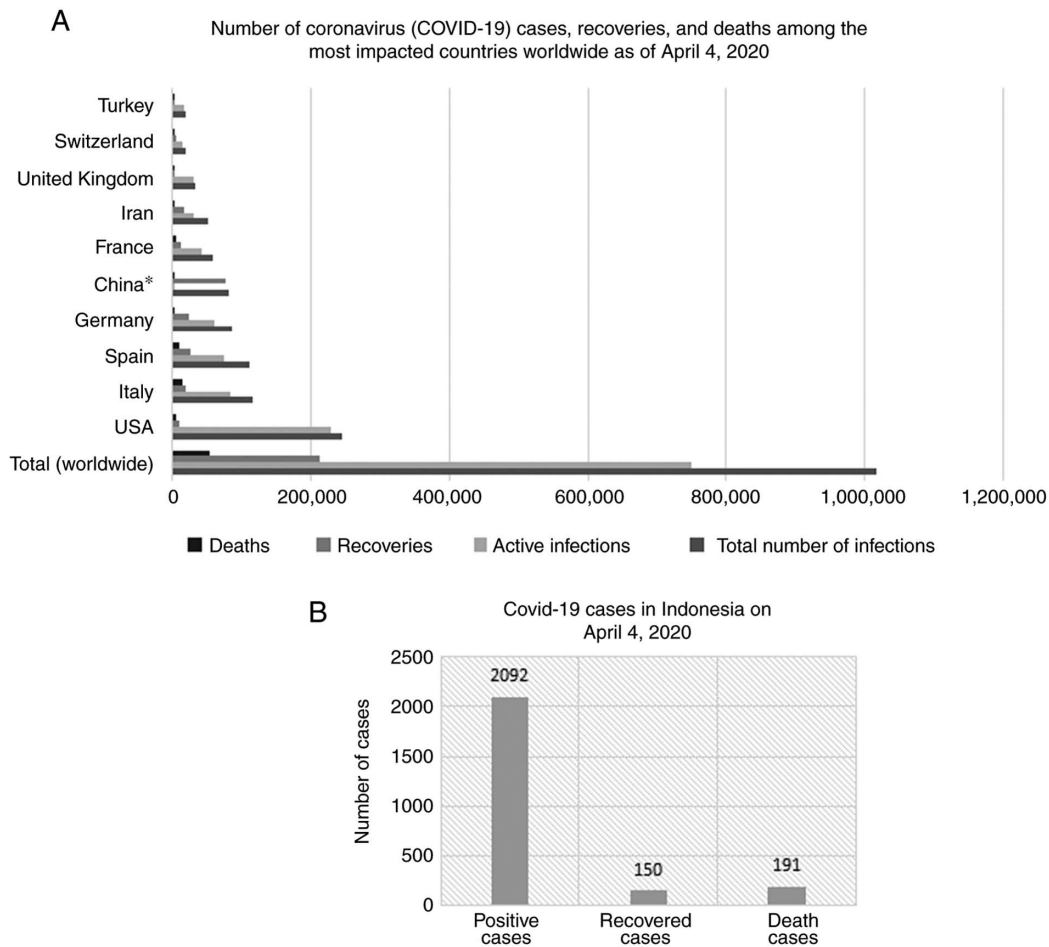 A
Number of coronavirus (COVID-19) cases, recoveries, and deaths among the
most impacted countries worldwide as of April 4, 2020
Turkey
Switzerland
United Kingdom
Iran
France
China*
Germany
Spain
Italy
USA
Total (worldwide)
0 200,000 400,000 600,000 800,000 1,000,000 1,200,000
Deaths Recoveries Active infections Total number of infections
B
Covid-19 cases in Indonesia on
April 4, 2020
Number of cases
2500
2000
1500
1000
500
0
2092
150
191
Positive
cases
Recovered
cases
Death
cases